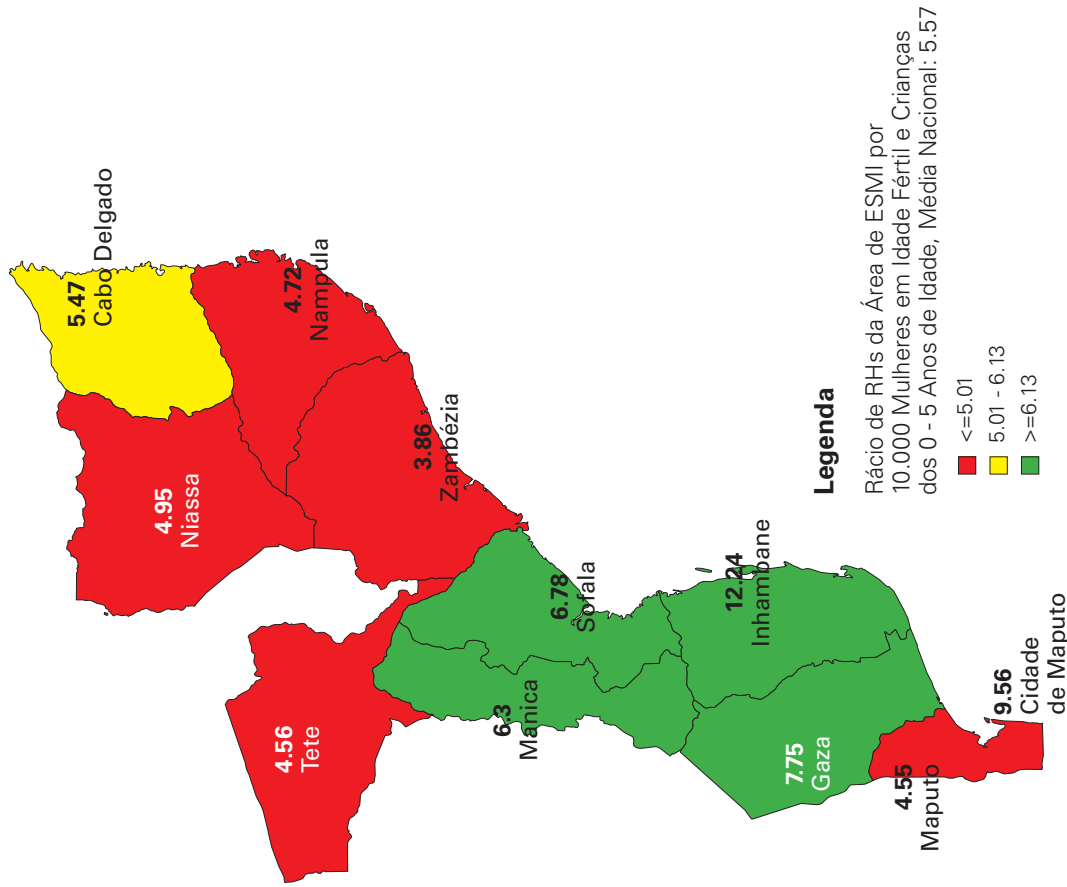 5.47
Cabo Delgado
4.95
Niassa
4.72
Nampula
3.86
Zambézia
4.56
Tete
6.78
Sofala
6.3
Manica
12.24
Inhambane
7.75
Gaza
4.55
Maputo
9.56
Cidade
de Maputo
Legenda
Rácio de RHs da Área de ESMI por
10.000 Mulheres em Idade Fértil e Crianças
dos 0 - 5 Anos de Idade, Média Nacional: 5.57
<=5.01
5.01 - 6.13
>=6.13